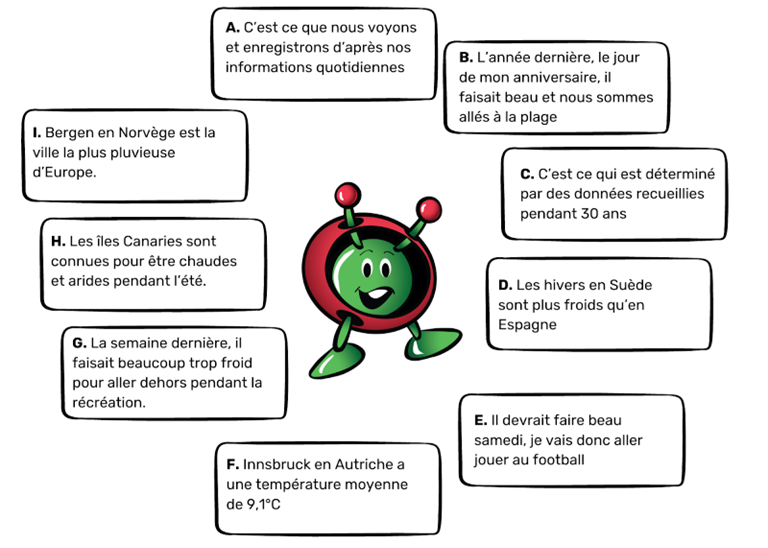 A. C'est ce que nous voyons
et enregistrons d'après nos
informations quotidiennes
B. L'année dernière, le jour
de mon anniversaire, il
faisait beau et nous sommes
allés à la plage
C. C'est ce qui est déterminé
par des données recueillies
pendant 30 ans
D. Les hivers en Suède
sont plus froids qu'en
Espagne
E. Il devrait faire beau
samedi, je vais donc aller
jouer au football
F. Innsbruck en Autriche a
une température moyenne
de 9,1°C
G. La semaine dernière, il
faisait beaucoup trop froid
pour aller dehors pendant la
récréation.
H. Les îles Canaries sont
connues pour être chaudes
et arides pendant l'été.
I. Bergen en Norvège est la
ville la plus pluvieuse
d'Europe.